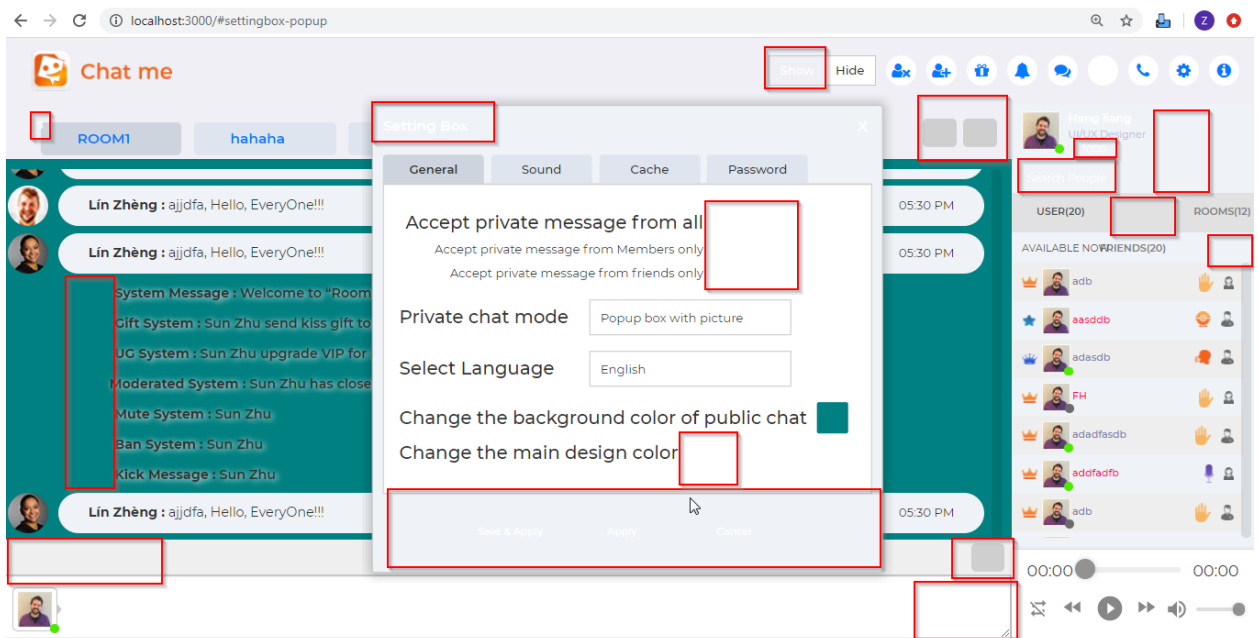 localhost:3000/#settingbox-popup
Z
Chat me
Show Hide
ROOM1 hahaha
Setting Box X
Hang liang
UI/UX Designer
Search People
General Sound Cache Password
USER(20) ROOMS(12)
Lín Zhèng : ajjdfa, Hello, EveryOne!!! 05:30 PM
Lín Zhèng : ajjdfa, Hello, EveryOne!!! 05:30 PM
Accept private message from all
Accept private message from Members only
Accept private message from friends only
AVAILABLE NOW FRIENDS(20)
System Message : Welcome to “Room
Gift System : Sun Zhu send kiss gift to
UG System : Sun Zhu upgrade VIP for
Moderated System : Sun Zhu has close
Mute System : Sun Zhu
Ban System : Sun Zhu
Kick Message : Sun Zhu
Private chat mode Popup box with picture
Select Language English
Change the background color of public chat
Change the main design color
Save & Apply Apply Cancel
Lín Zhèng : ajjdfa, Hello, EveryOne!!! 05:30 PM
adb
aasddb
adasdb
FH
adadfasdb
addfadfb
adb
00:00 00:00